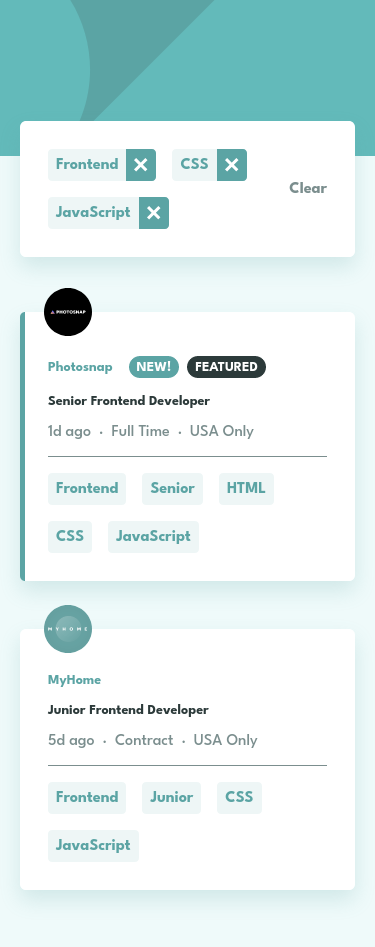 Frontend CSS
JavaScript
Clear
PHOTOSNAP
Photosnap NEW! FEATURED
Senior Frontend Developer
1d ago · Full Time · USA Only
Frontend Senior HTML
CSS JavaScript
MYHOME
MyHome
Junior Frontend Developer
5d ago · Contract · USA Only
Frontend Junior CSS
JavaScript